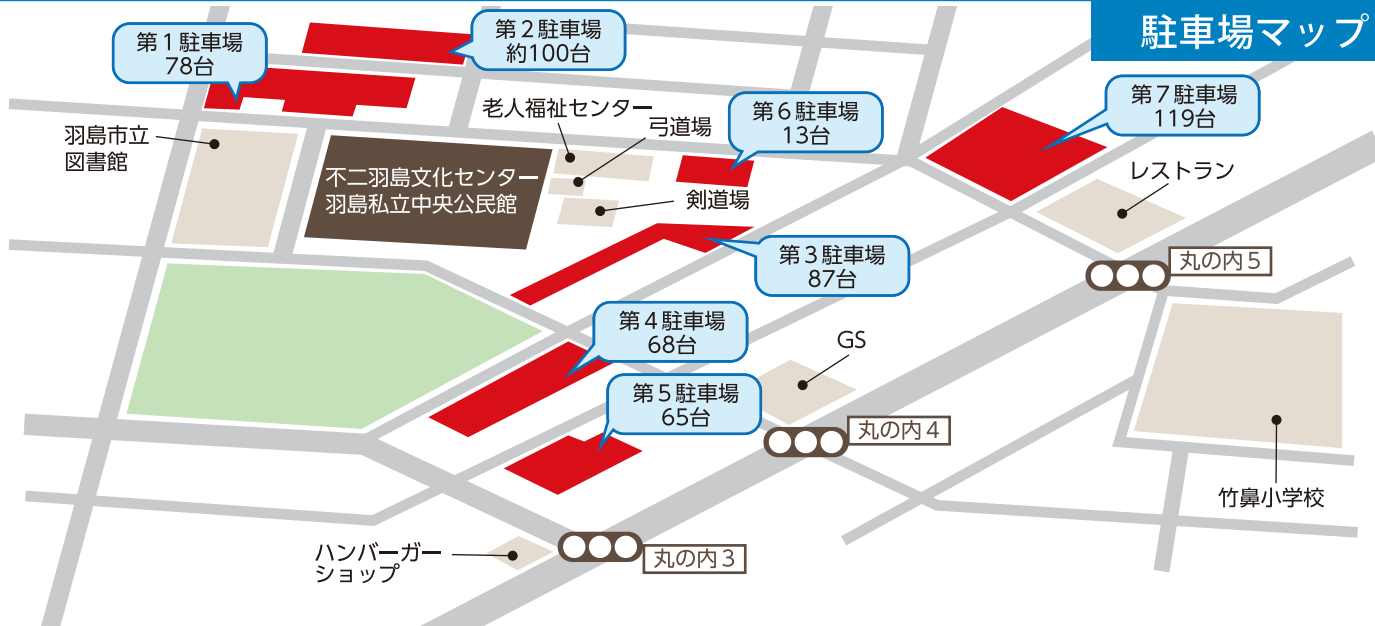 駐車場マップ
第1駐車場
78台
第2駐車場
約100台
老人福祉センター
弓道場
第6駐車場
13台
第7駐車場
119台
羽島市立
図書館
不二羽島文化センター
羽島私立中央公民館
剣道場
レストラン
第3駐車場
87台
丸の内5
第4駐車場
68台
GS
第5駐車場
65台
丸の内4
竹鼻小学校
ハンバーガー
ショップ
丸の内3